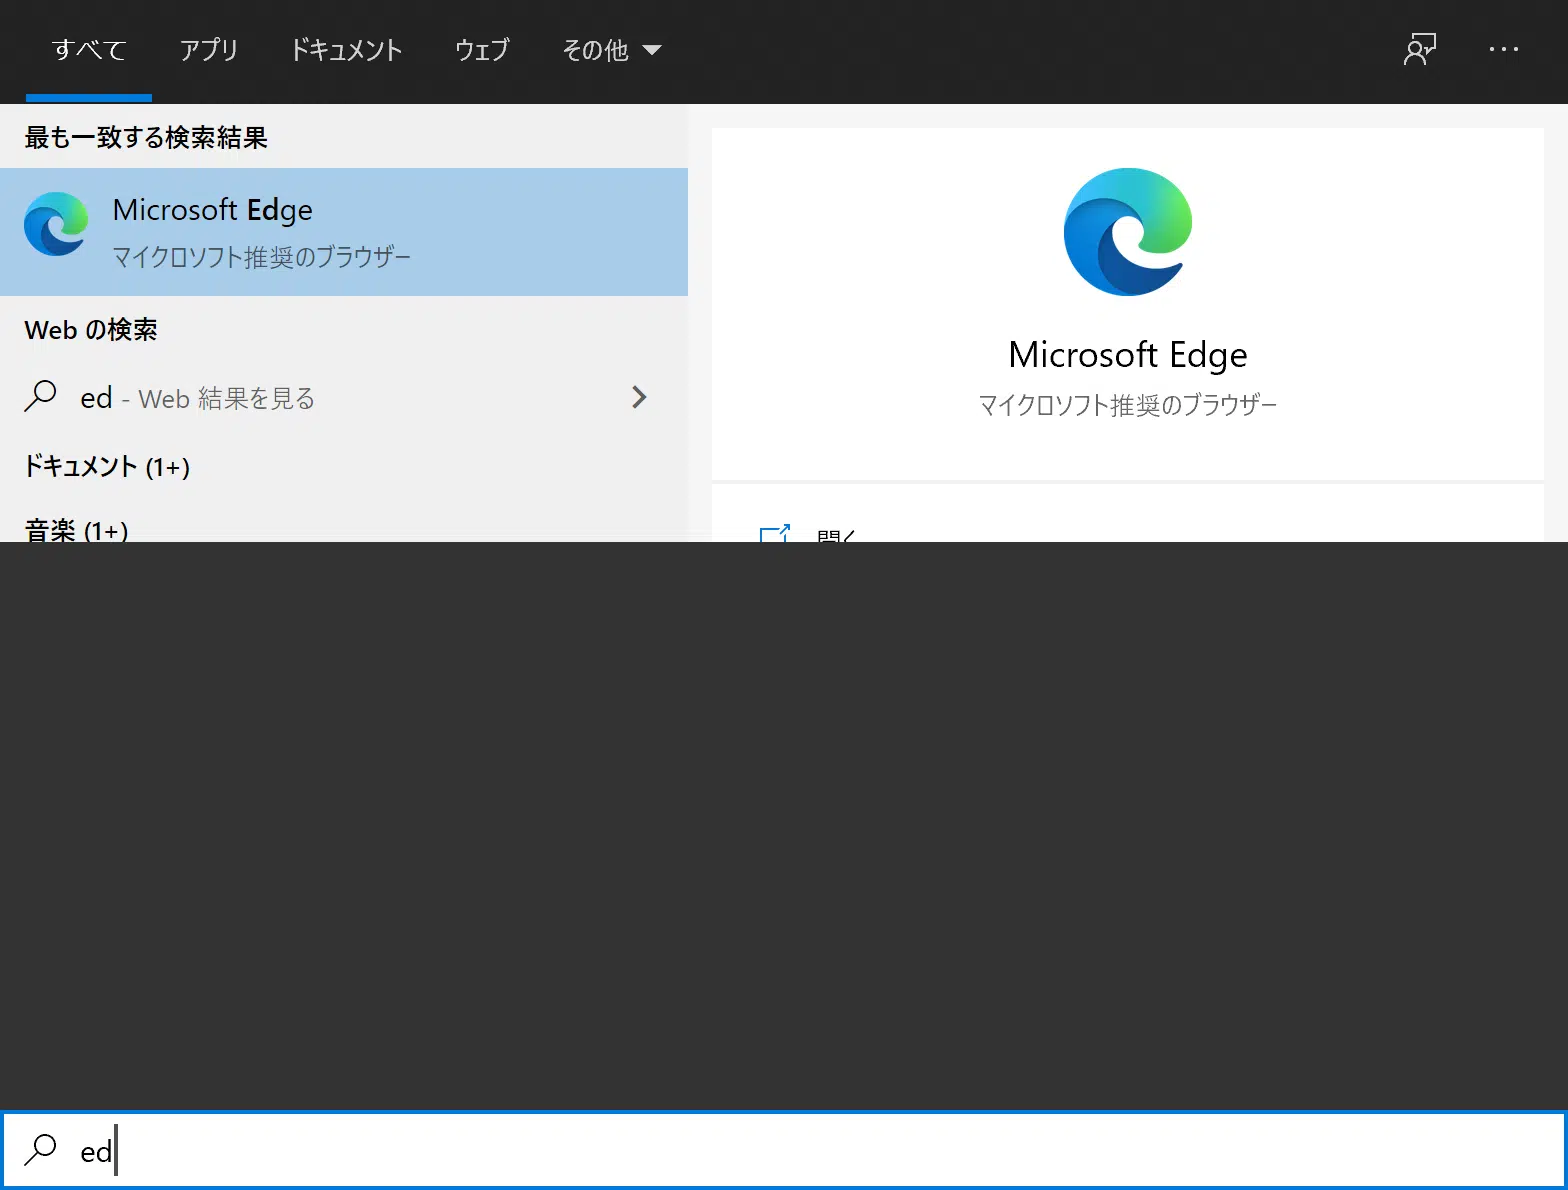 すべて アプリ ドキュメント ウェブ その他
最も一致する検索結果
Microsoft Edge
マイクロソフト推奨のブラウザー
Web の検索
ed - Web 結果を見る
ドキュメント (1+)
音楽 (1+)
Microsoft Edge
マイクロソフト推奨のブラウザー
開く
ed